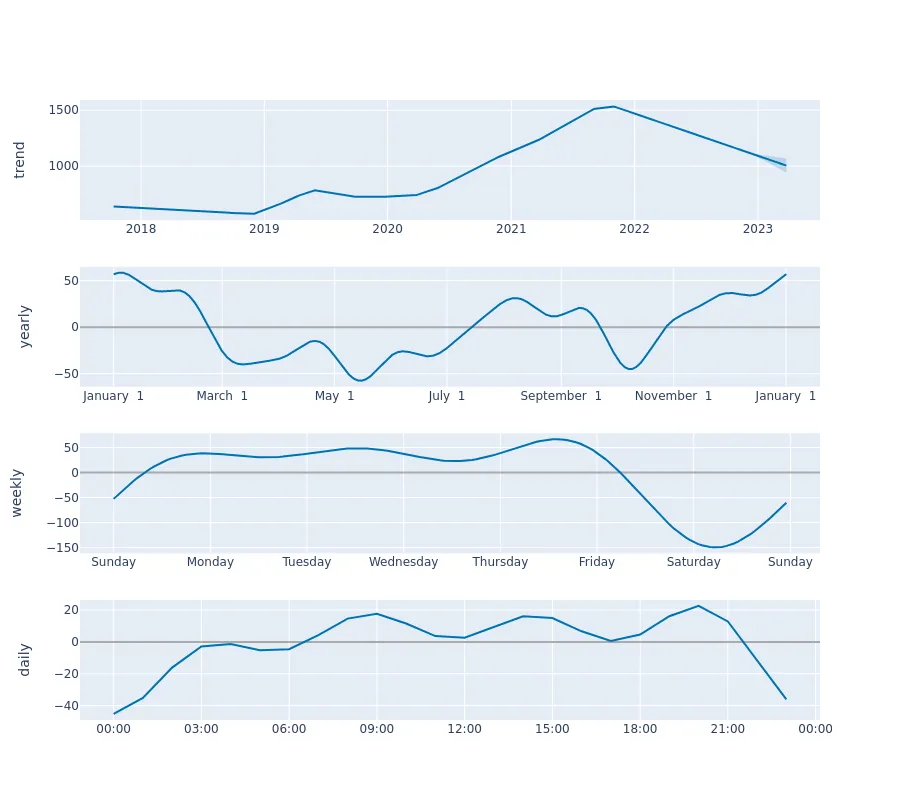 trend
1500
1000
2018 2019 2020 2021 2022 2023
yearly
50
0
−50
January 1 March 1 May 1 July 1 September 1 November 1 January 1
weekly
50
0
−50
−100
−150
Sunday Monday Tuesday Wednesday Thursday Friday Saturday Sunday
daily
20
0
−20
−40
00:00 03:00 06:00 09:00 12:00 15:00 18:00 21:00 00:00